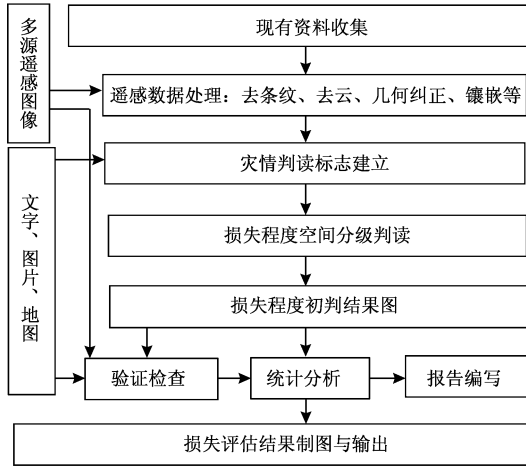 现有资料收集
多源遥感图像
遥感数据处理：去条纹、去云、几何纠正、镶嵌等
灾情判读标志建立
文字、图片、地图
损失程度空间分级判读
损失程度初判结果图
验证检查
统计分析
报告编写
损失评估结果制图与输出